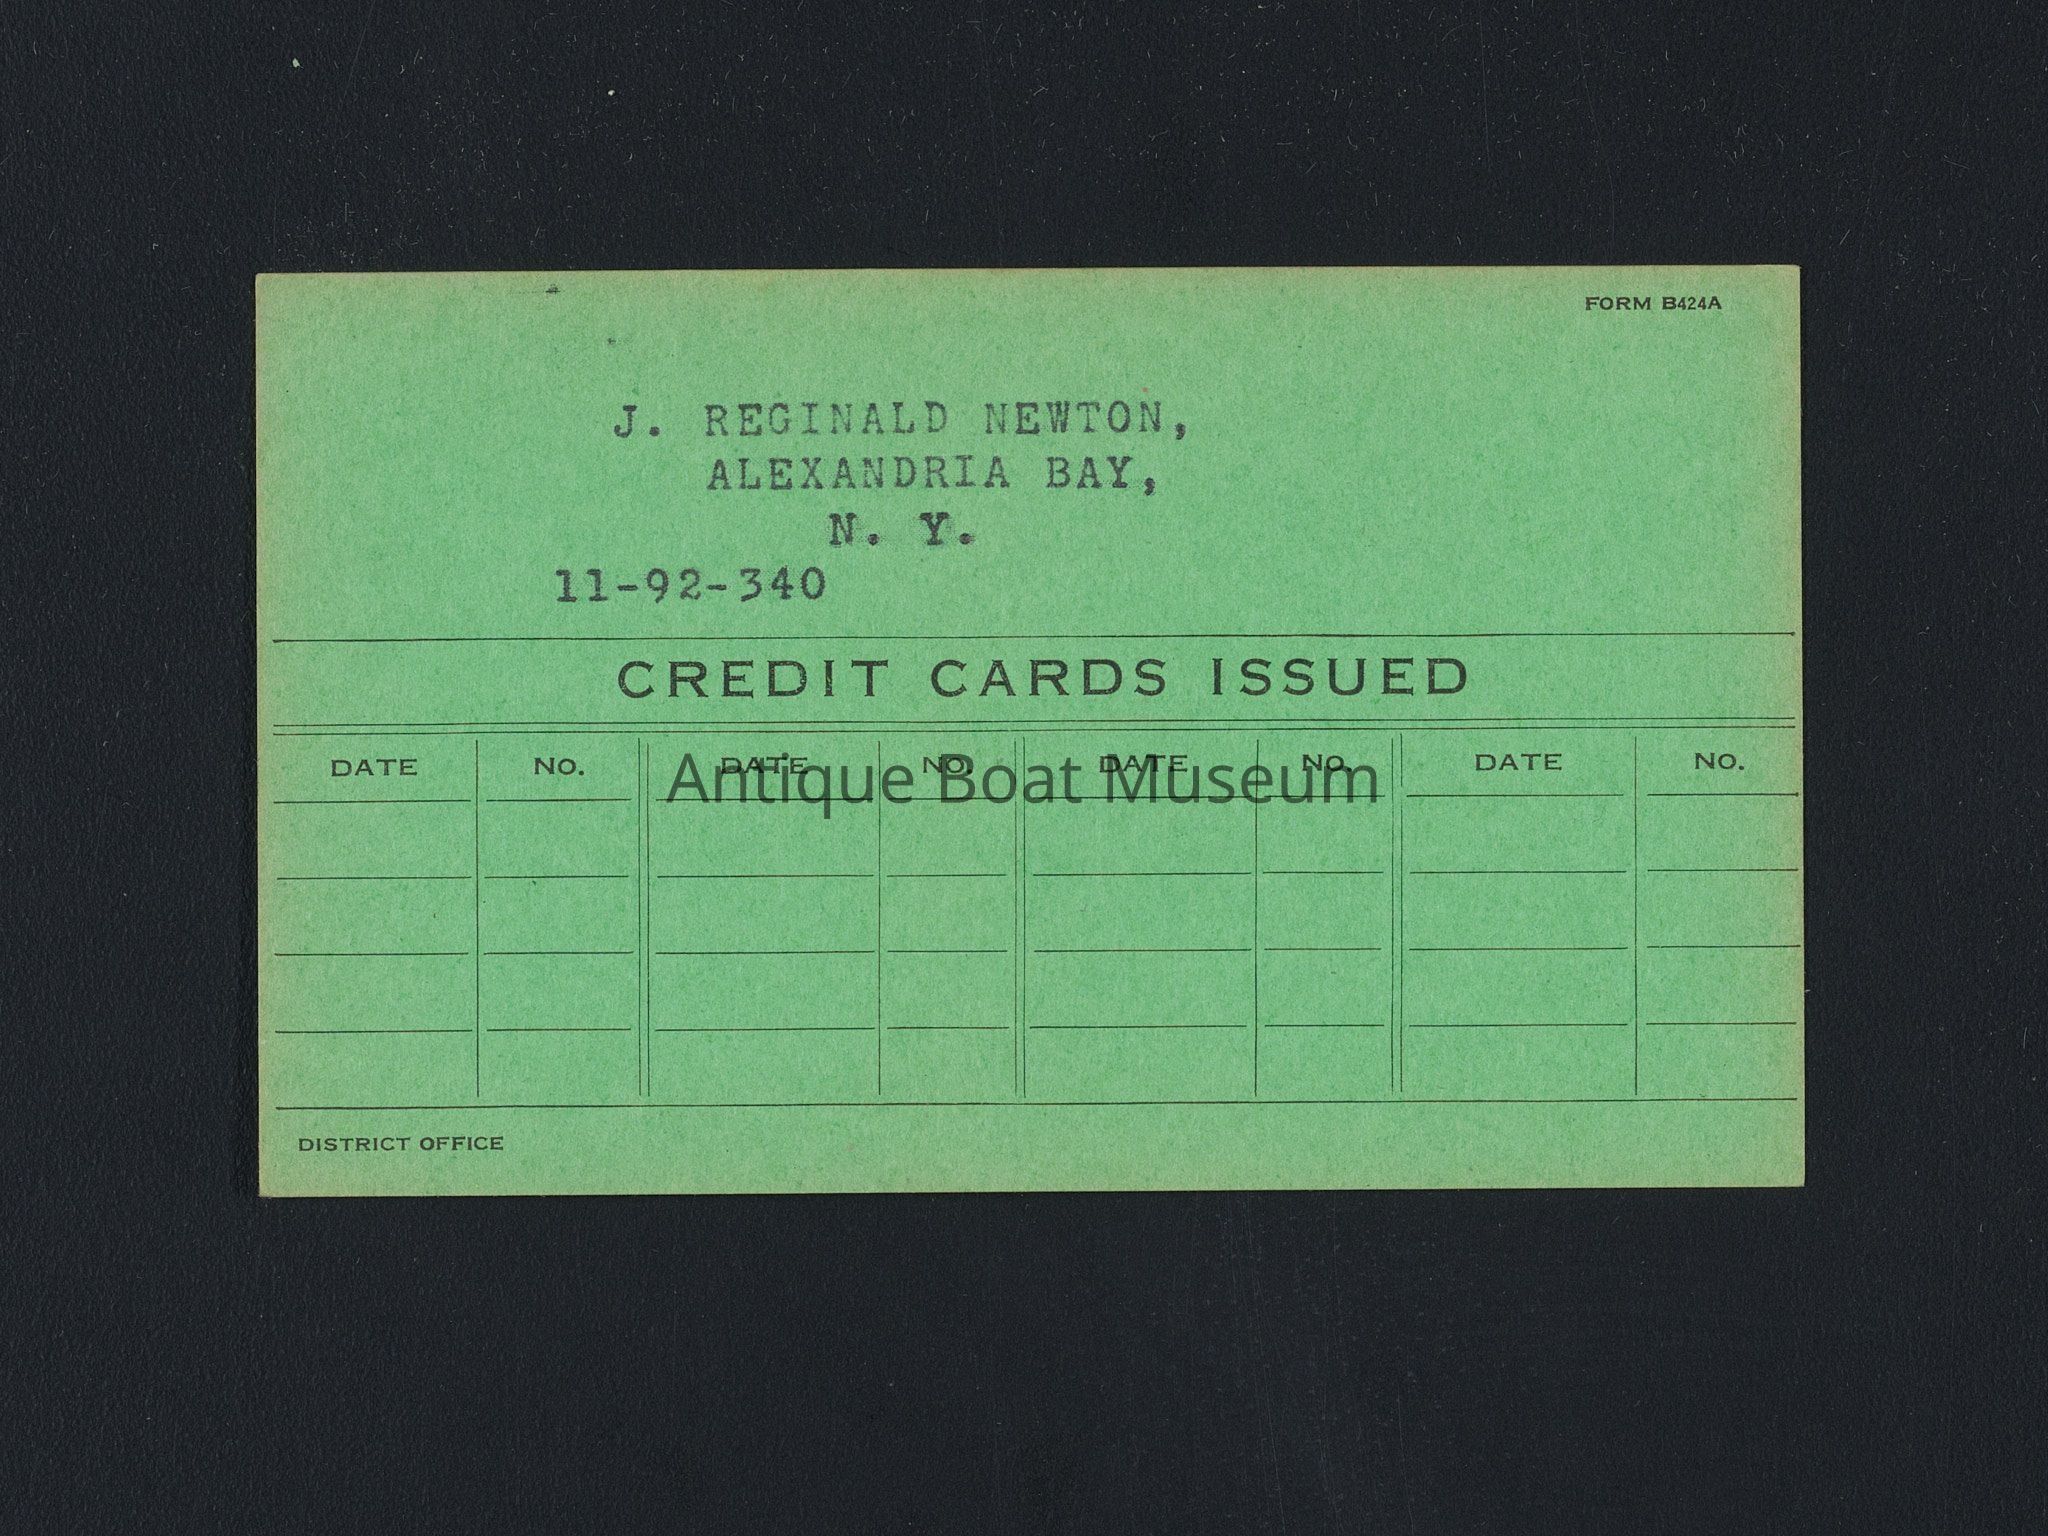 FORM B424A
J. REGINALD NEWTON,
ALEXANDRIA BAY,
N. Y.
11-92-340
CREDIT CARDS ISSUED
DATE NO. DATE NO. DATE NO. DATE NO.
Antique Boat Museum
DISTRICT OFFICE